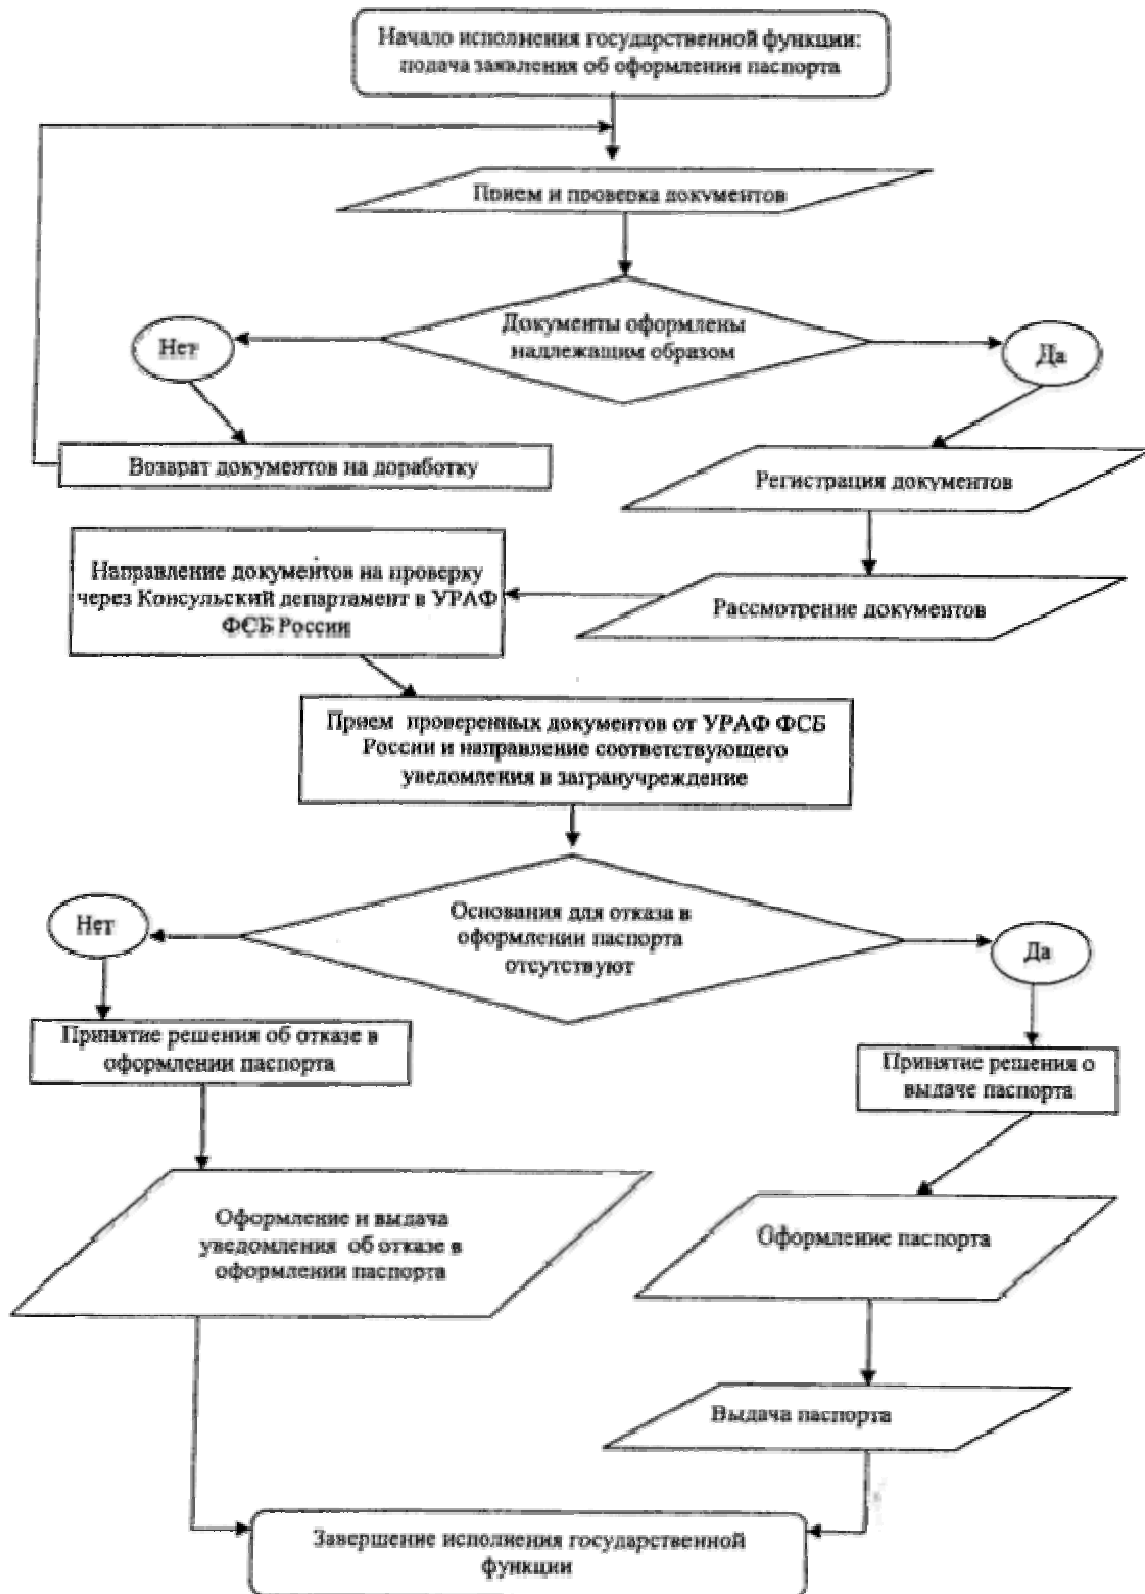 Начало исполнения государственной функции:
подача заявления об оформлении паспорта
Прием и проверка документов
Документы оформлены
надлежащим образом
Нет
Да
Возврат документов на доработку
Регистрация документов
Направление документов на проверку
через Консульский департамент в УРАФ
ФСБ России
Рассмотрение документов
Прием проверенных документов от УРАФ ФСБ
России и направление соответствующего
уведомления в загранучреждение
Основания для отказа в
оформлении паспорта
отсутствуют
Нет
Да
Принятие решения об отказе в
оформлении паспорта
Принятие решения о
выдаче паспорта
Оформление и выдача
уведомления об отказе в
оформлении паспорта
Оформление паспорта
Выдача паспорта
Завершение исполнения государственной
функции